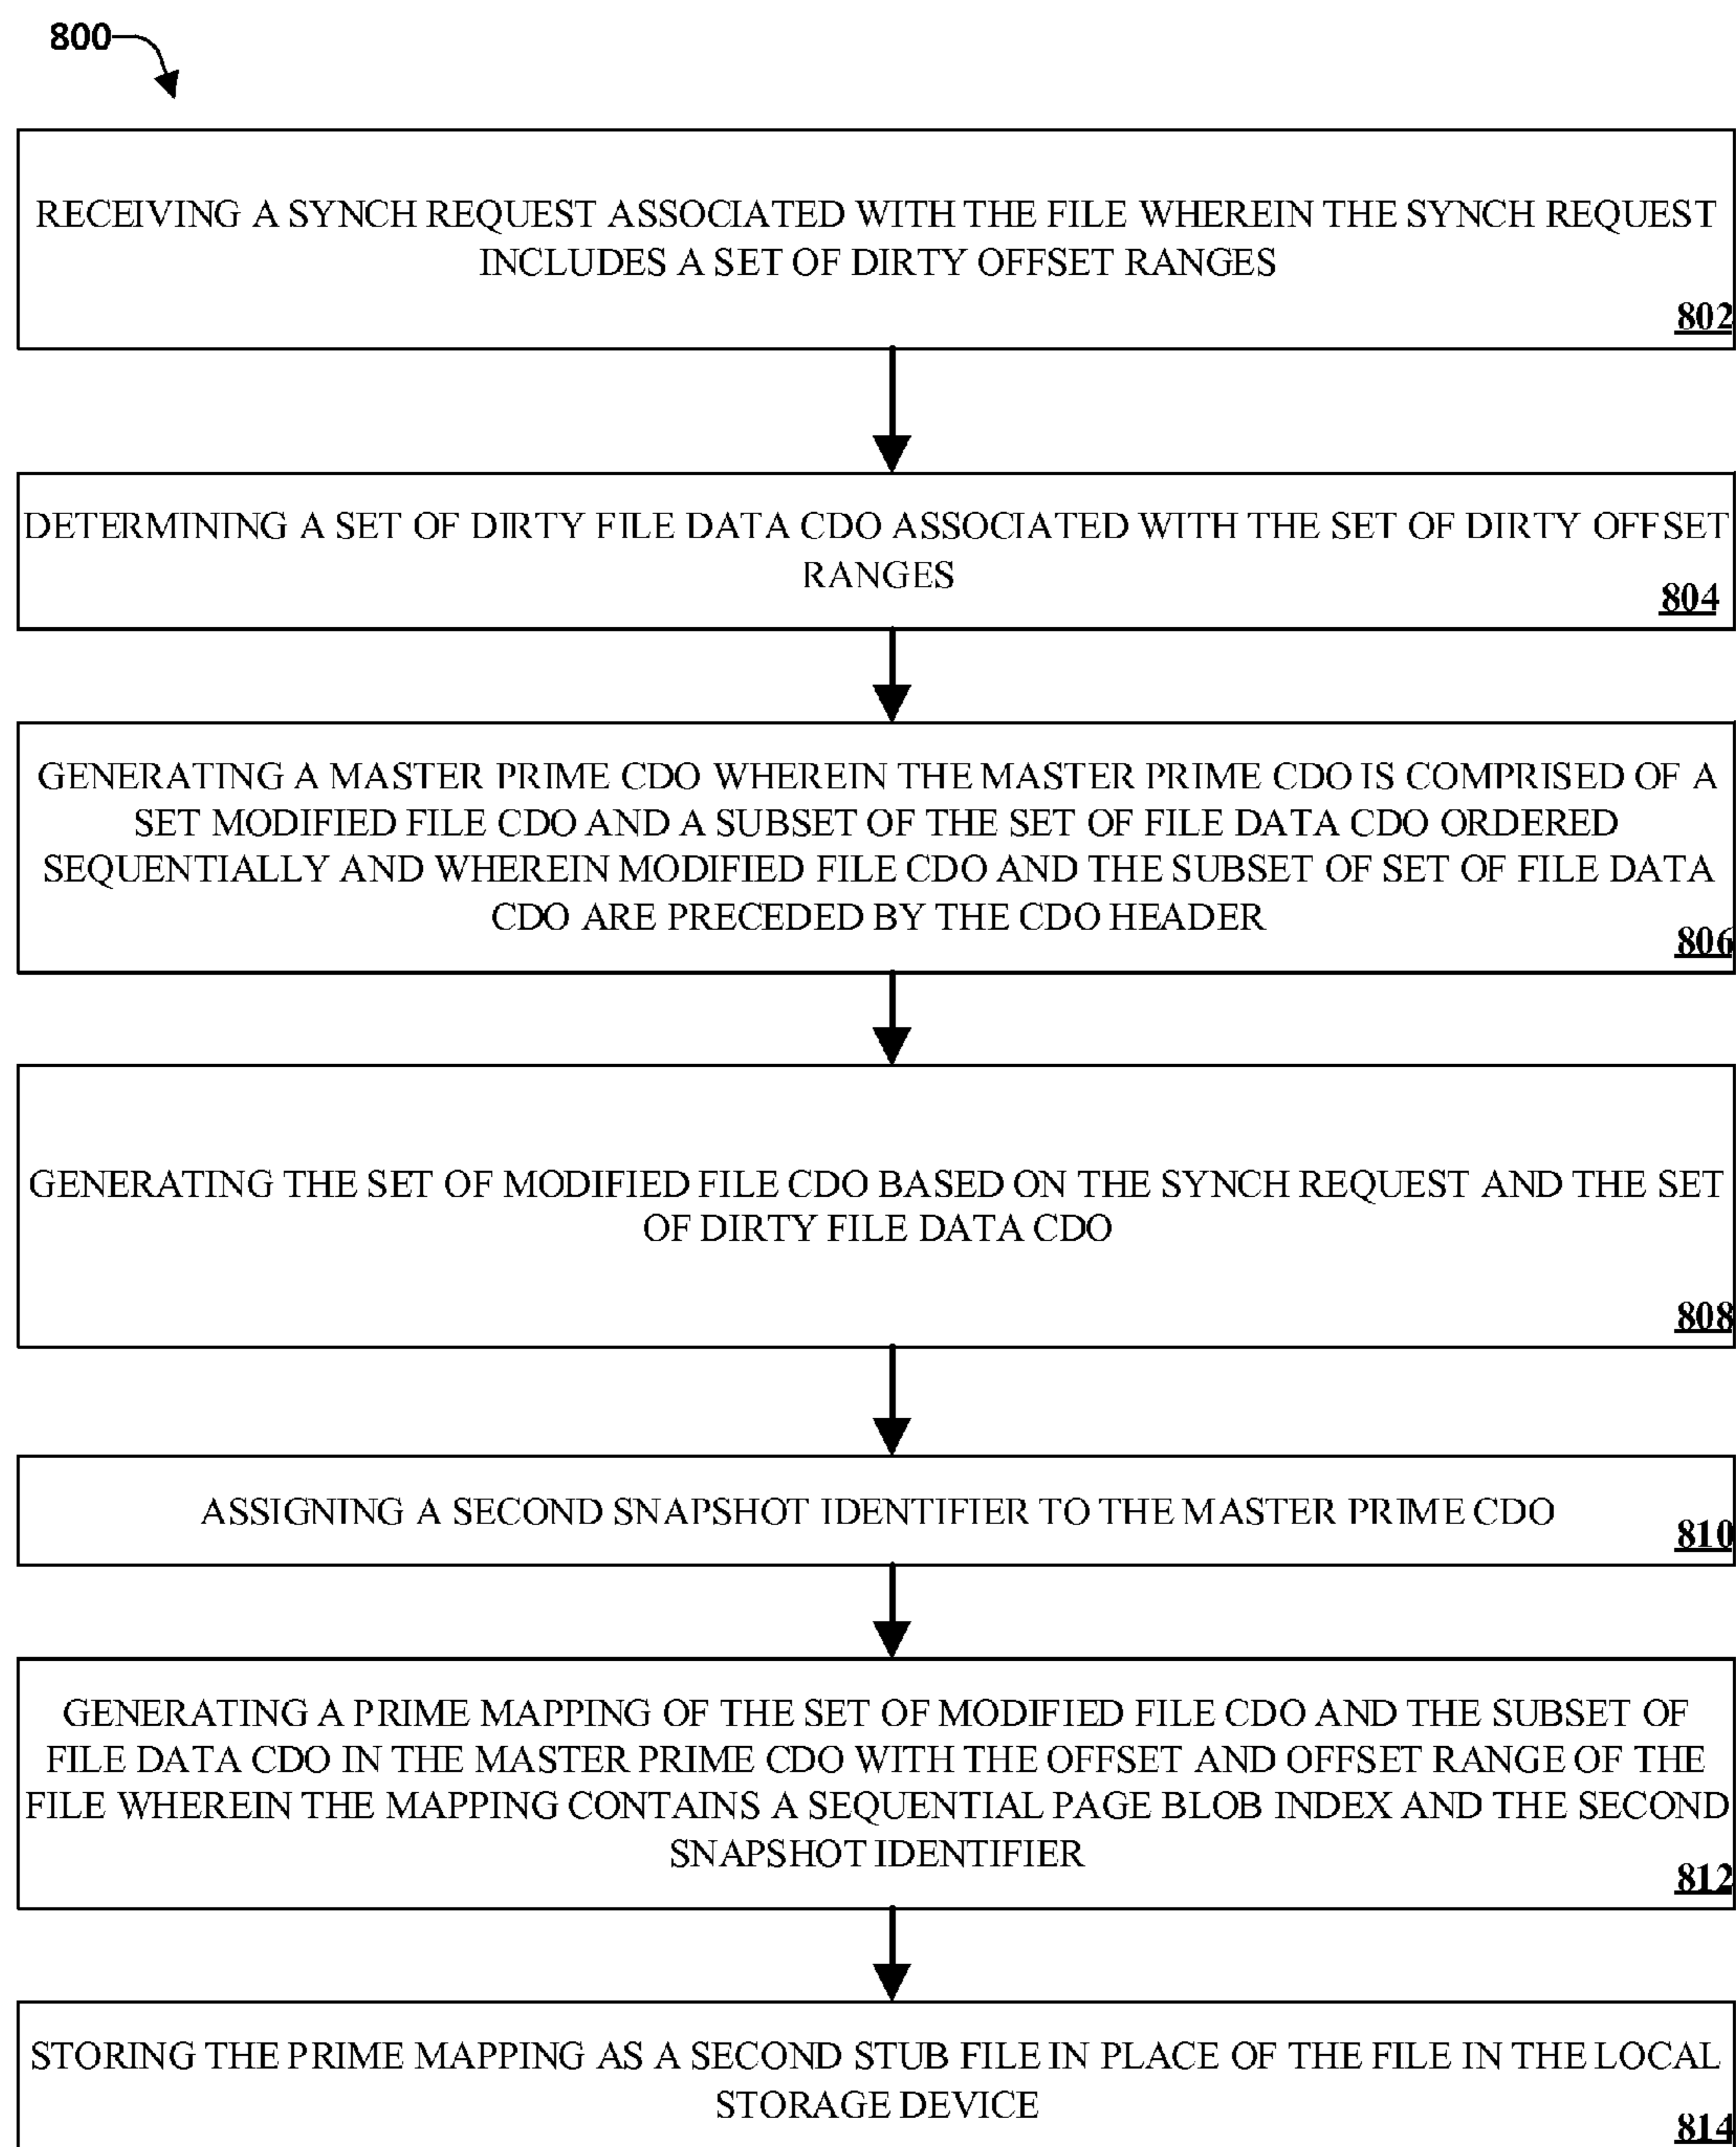 800
RECEIVING A SYNCH REQUEST ASSOCIATED WITH THE FILE WHEREIN THE SYNCH REQUEST
INCLUDES A SET OF DIRTY OFFSET RANGES
802
DETERMINING A SET OF DIRTY FILE DATA CDO ASSOCIATED WITH THE SET OF DIRTY OFFSET
RANGES
804
GENERATING A MASTER PRIME CDO WHEREIN THE MASTER PRIME CDO IS COMPRISED OF A
SET MODIFIED FILE CDO AND A SUBSET OF THE SET OF FILE DATA CDO ORDERED
SEQUENTIALLY AND WHEREIN MODIFIED FILE CDO AND THE SUBSET OF SET OF FILE DATA
CDO ARE PRECEDED BY THE CDO HEADER
806
GENERATING THE SET OF MODIFIED FILE CDO BASED ON THE SYNCH REQUEST AND THE SET
OF DIRTY FILE DATA CDO
808
ASSIGNING A SECOND SNAPSHOT IDENTIFIER TO THE MASTER PRIME CDO
810
GENERATING A PRIME MAPPING OF THE SET OF MODIFIED FILE CDO AND THE SUBSET OF
FILE DATA CDO IN THE MASTER PRIME CDO WITH THE OFFSET AND OFFSET RANGE OF THE
FILE WHEREIN THE MAPPING CONTAINS A SEQUENTIAL PAGE BLOB INDEX AND THE SECOND
SNAPSHOT IDENTIFIER
812
STORING THE PRIME MAPPING AS A SECOND STUB FILE IN PLACE OF THE FILE IN THE LOCAL
STORAGE DEVICE
814